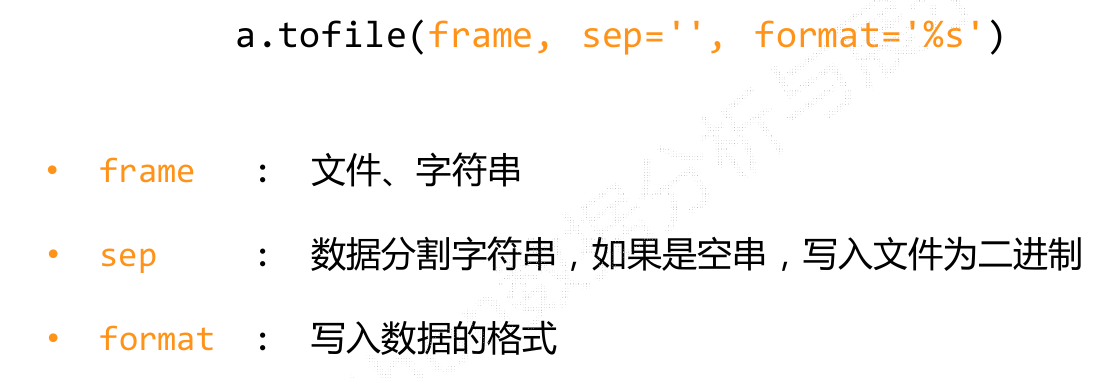 a.tofile(frame, sep='', format='%s')
• frame : 文件、字符串
• sep : 数据分割字符串，如果是空串，写入文件为二进制
• format : 写入数据的格式